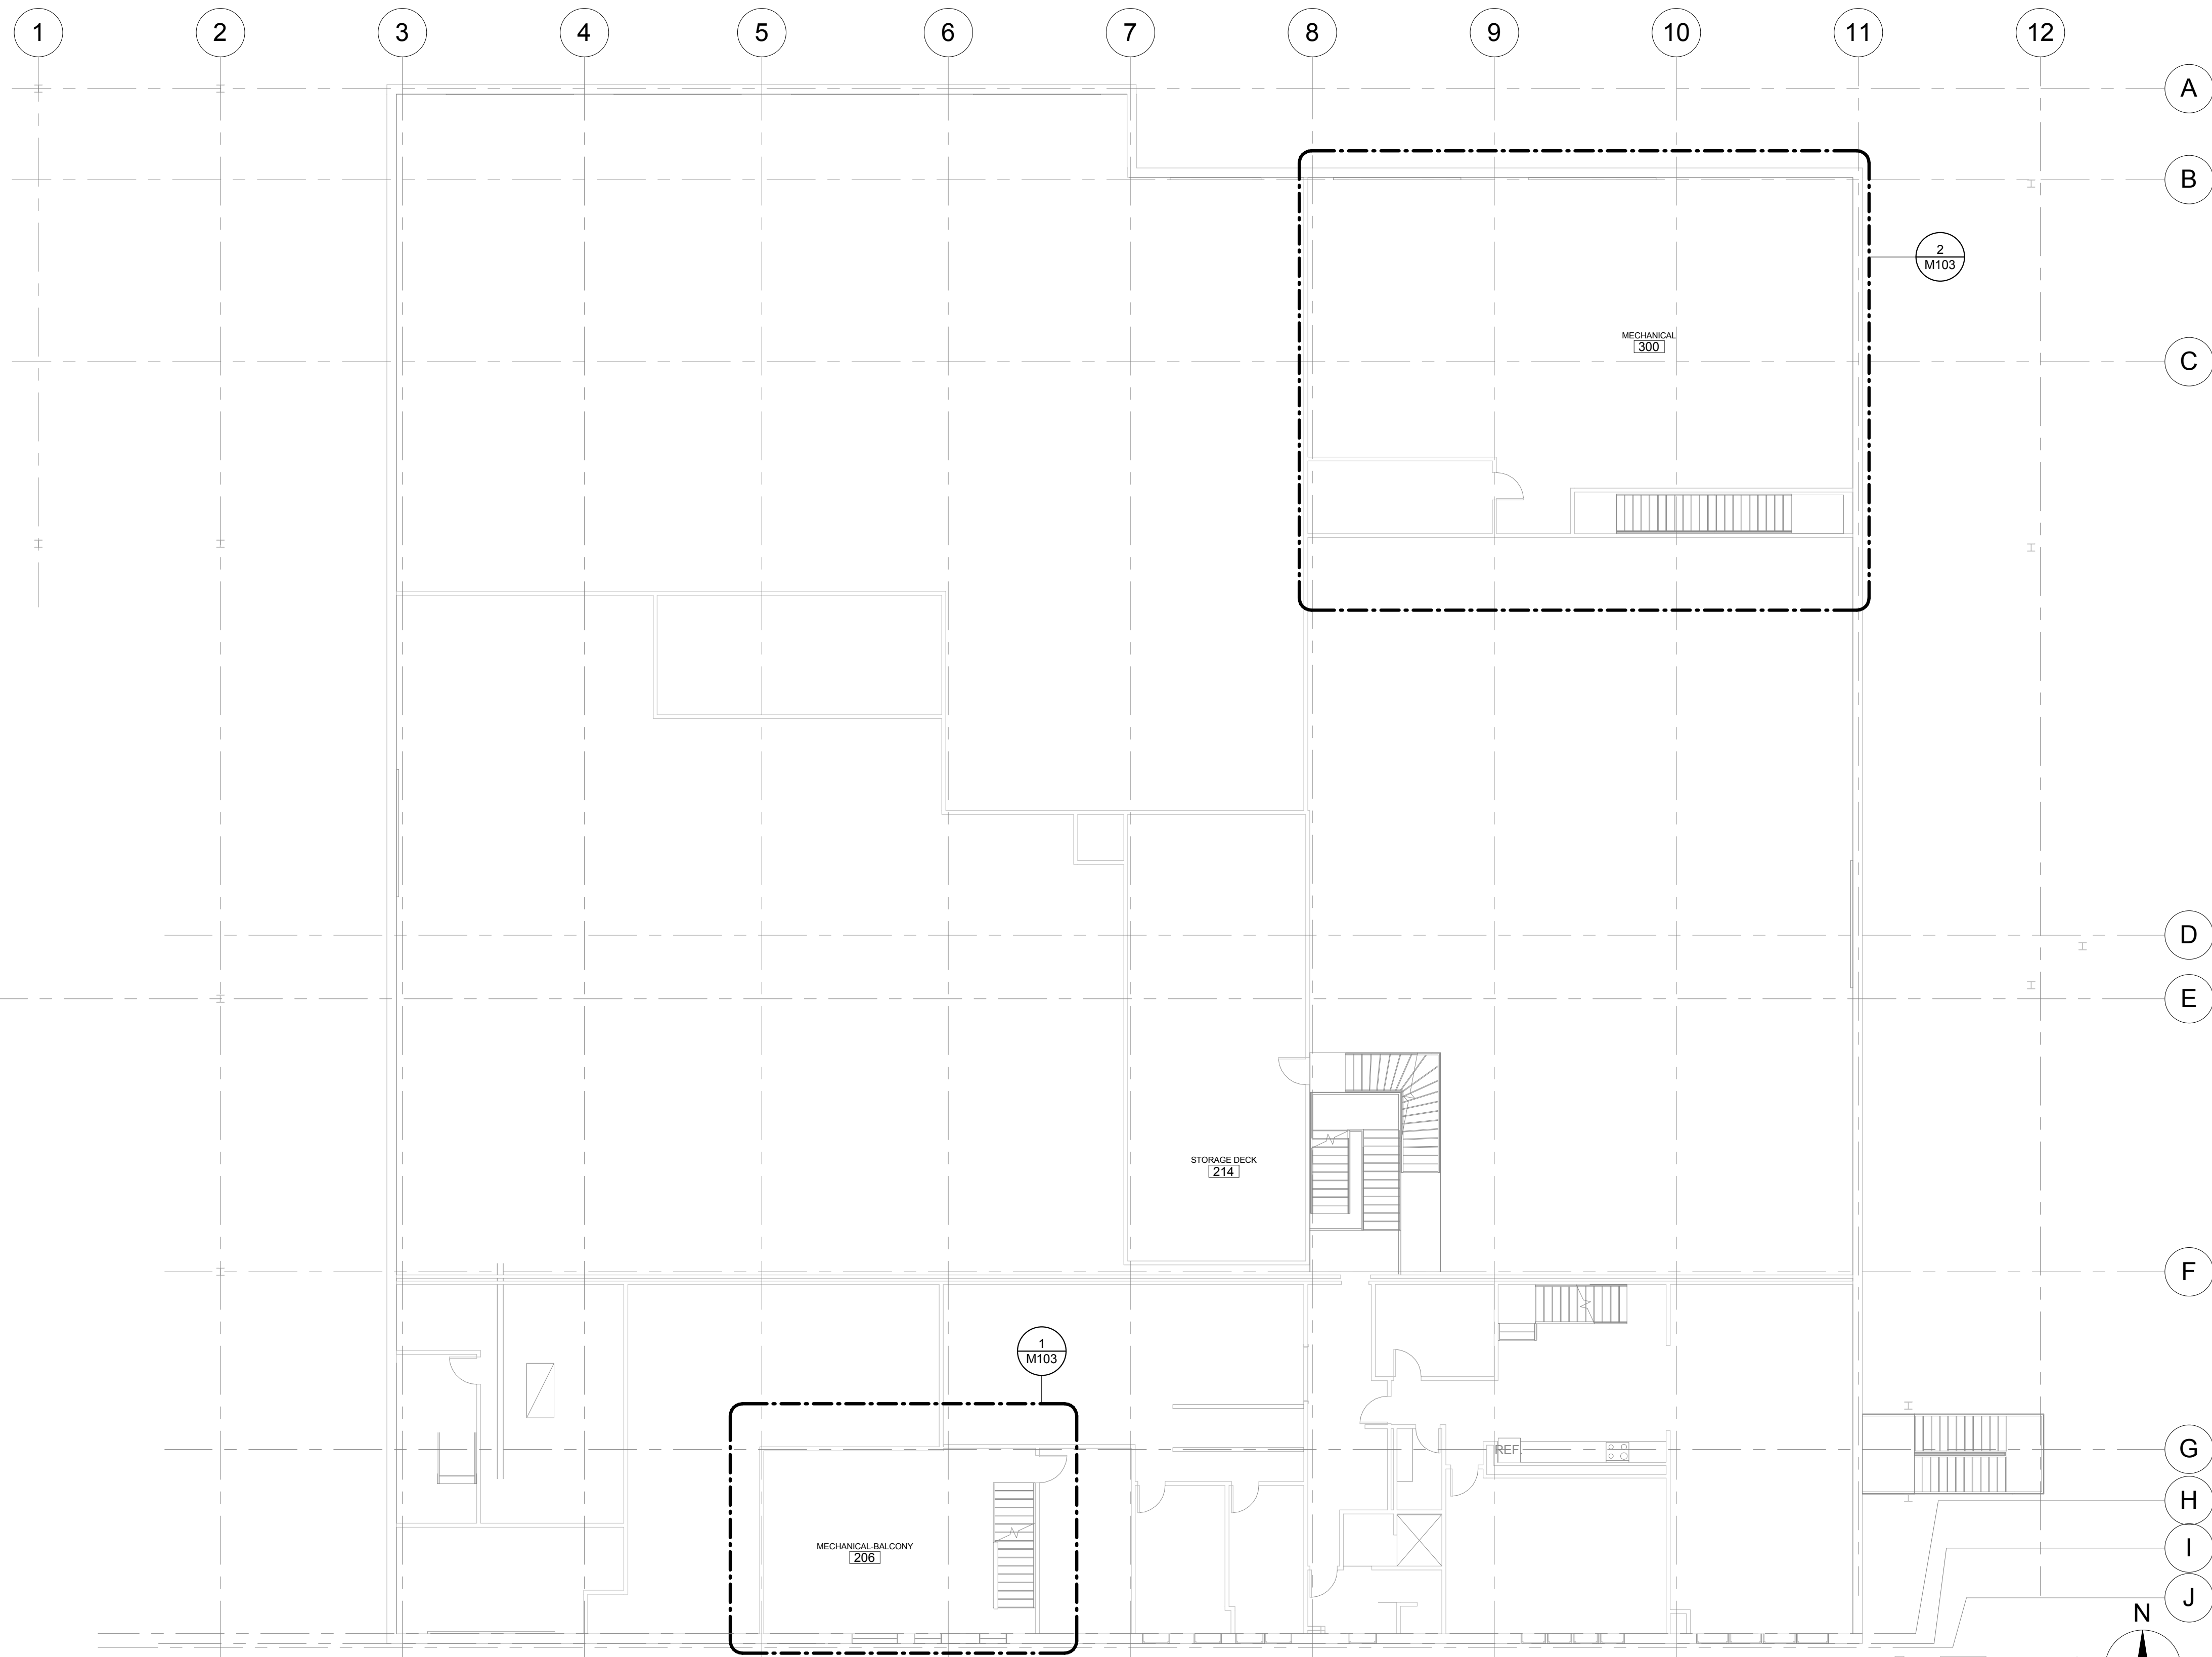 1 2 3 4 5 6 7 8 9 10 11 12
A
B
2
M103
MECHANICAL
300
C
D
E
STORAGE DECK
214
F
1
M103
REF.
G
H
MECHANICAL-BALCONY
206
I
J
N